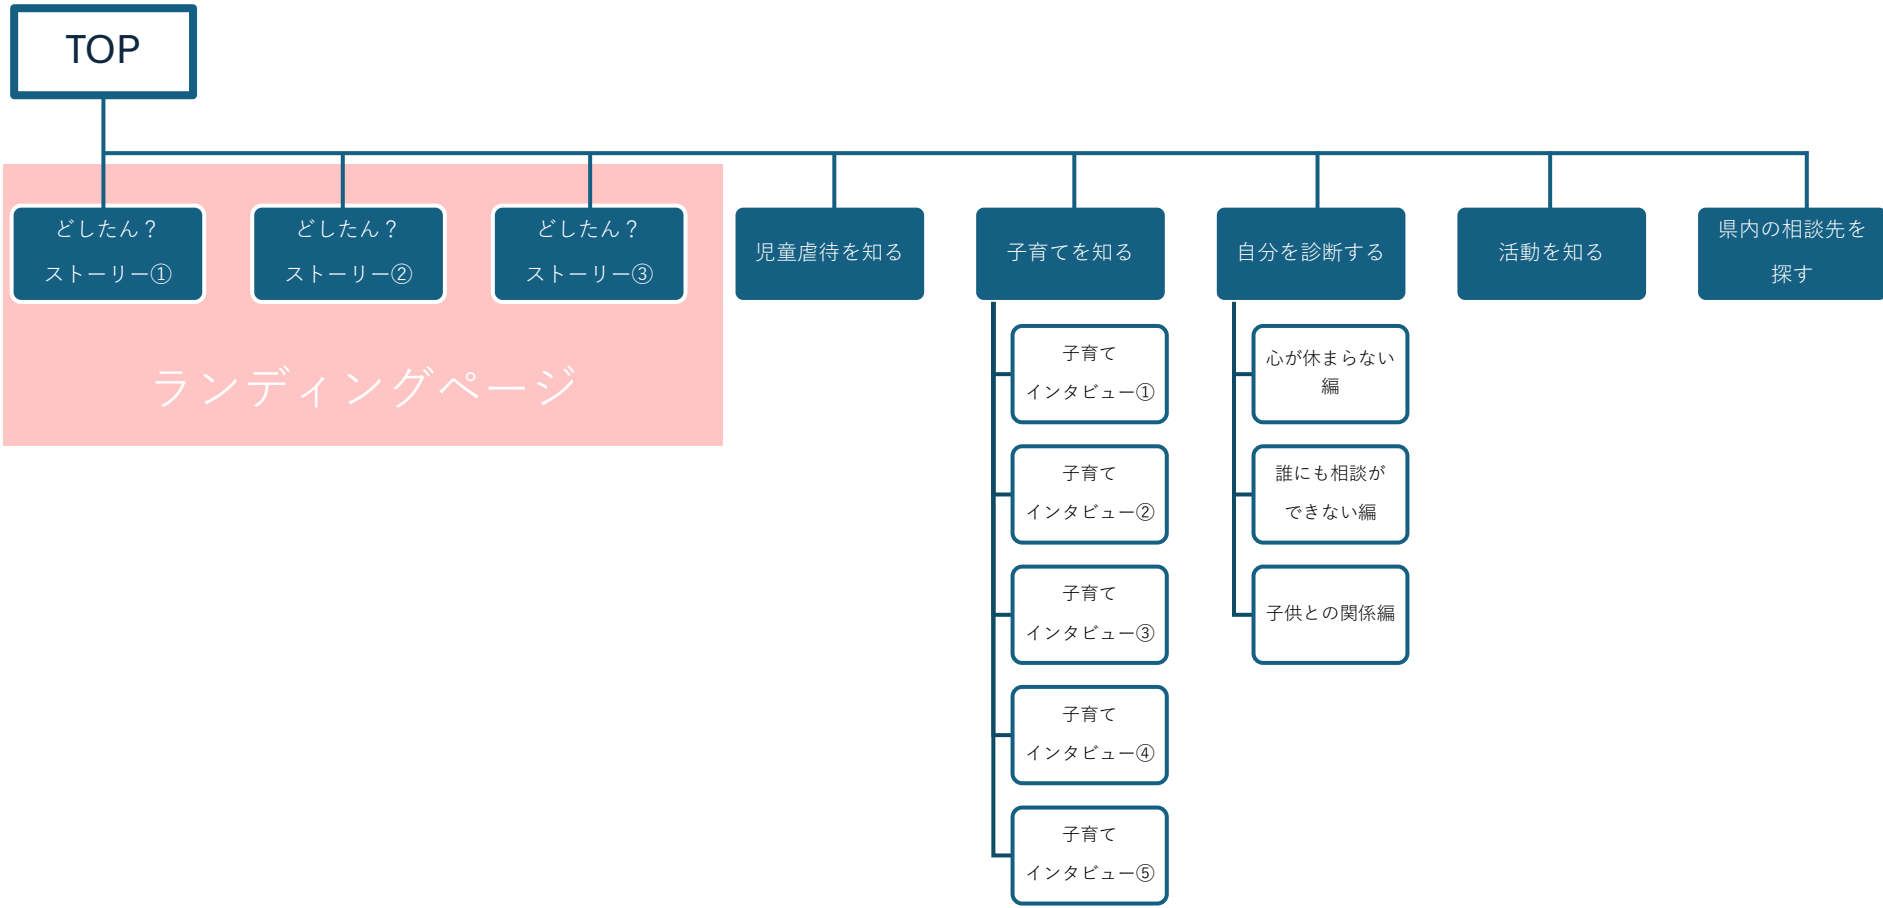 TOP
どしたん？
ストーリー①
どしたん？
ストーリー②
どしたん？
ストーリー③
児童虐待を知る
子育てを知る
自分を診断する
活動を知る
県内の相談先を
探す
ランディングページ
子育て
インタビュー①
子育て
インタビュー②
子育て
インタビュー③
子育て
インタビュー④
子育て
インタビュー⑤
心が休まらない
編
誰にも相談が
できない編
子供との関係編